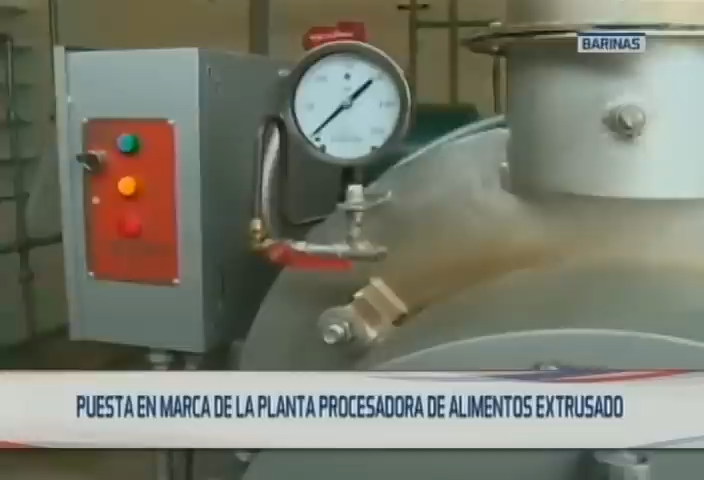 BARINAS
PUESTA EN MARCA DE LA PLANTA PROCESADORA DE ALIMENTOS EXTRUSADO